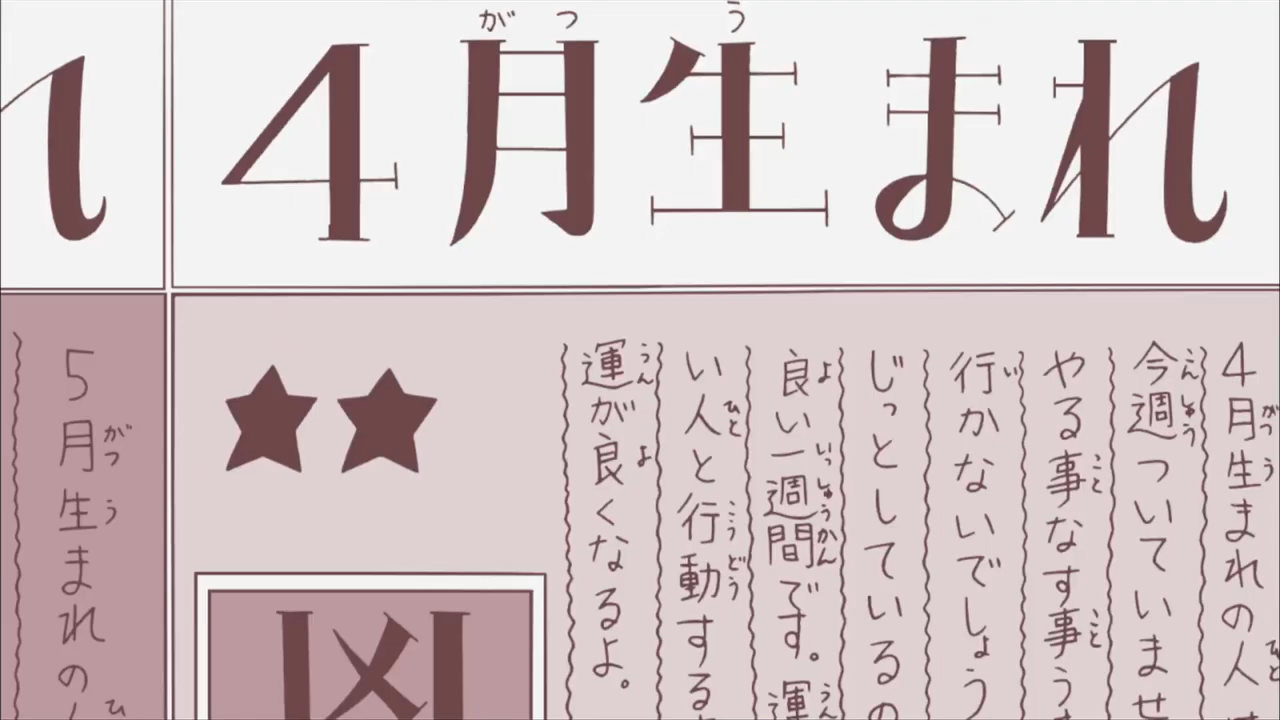 4月生まれ
4月生まれの人
今週ついていませ
やる事なす事う
行かないでしょう
じっとしているの
良い一週間です。運
い人と行動する
運が良くなるよ。
凶
れ
5月生まれの